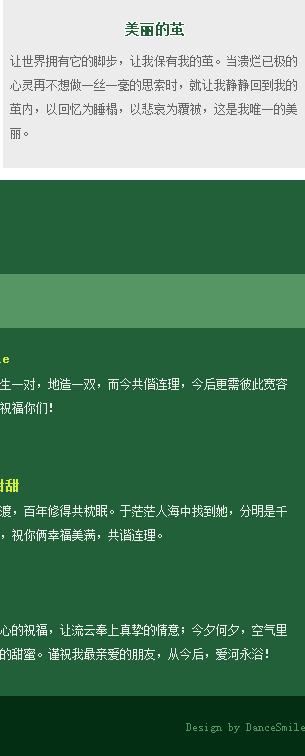 美丽的茧
让世界拥有它的脚步，让我保有我的茧。当溃烂已极的
心灵再不想做一丝一毫的思索时，就让我静静回到我的
茧内，以回忆为睡榻，以悲哀为覆被，这是我唯一的美
丽。
le
生一对，地造一双，而今共偕连理，今后更需彼此宽容
祝福你们！
甜甜
渡，百年修得共枕眠。于茫茫人海中找到她，分明是千
，祝你俩幸福美满，共谐连理。
心的祝福，让流云奉上真挚的情意；今夕何夕，空气里
的甜蜜。谨祝我最亲爱的朋友，从今后，爱河永浴！
Design by DanceSmile